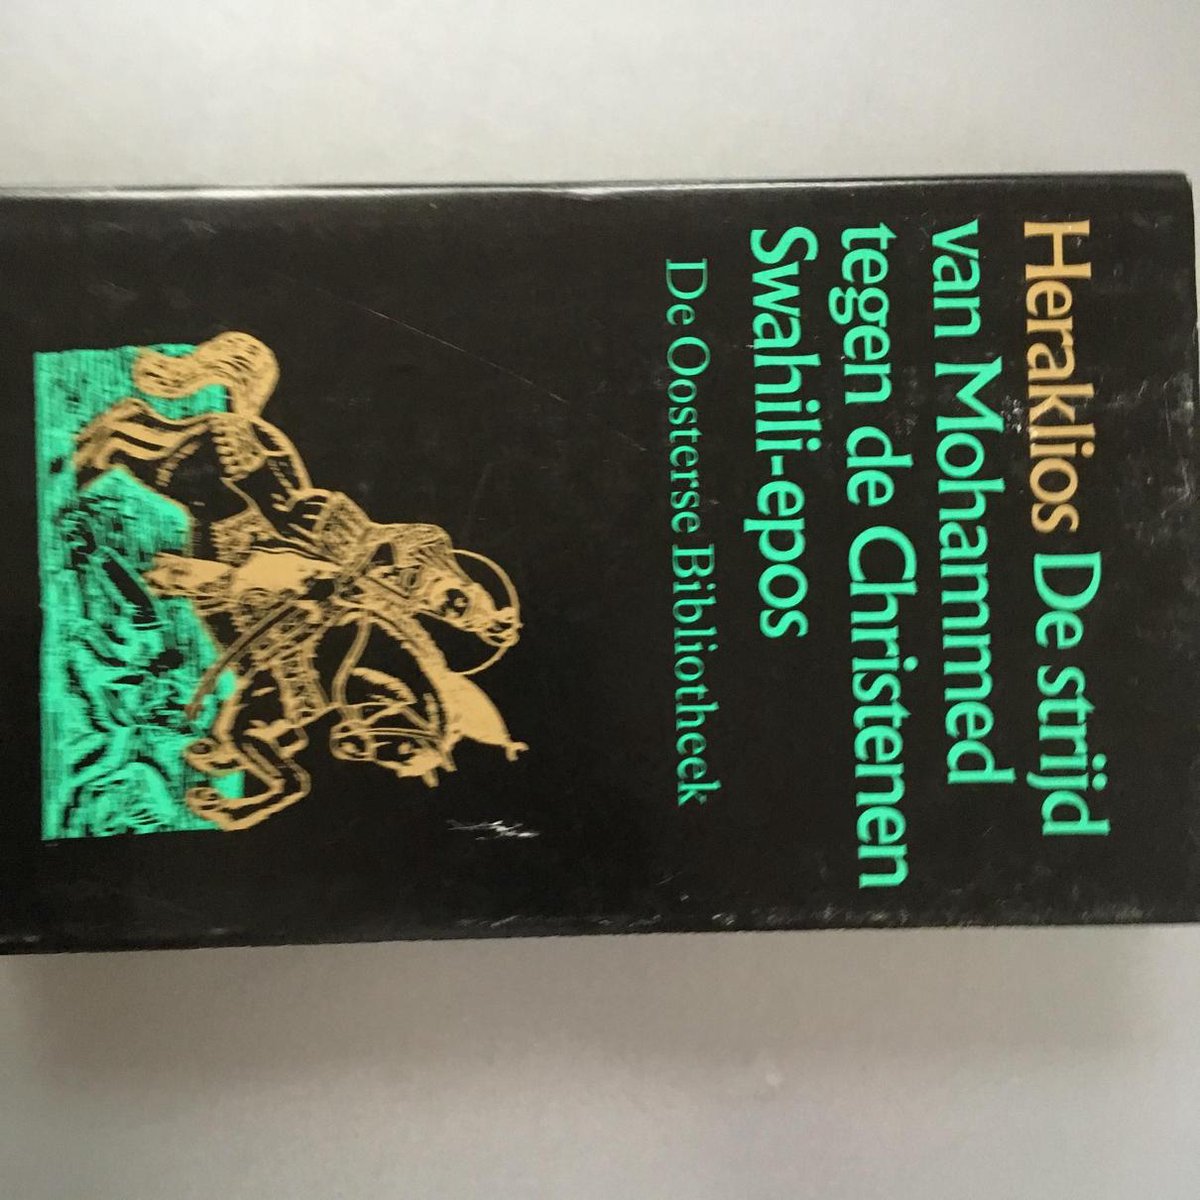 Heraklios De strijd
van Mohammed
tegen de Christenen
Swahili-epos
De Oosterse Bibliotheek